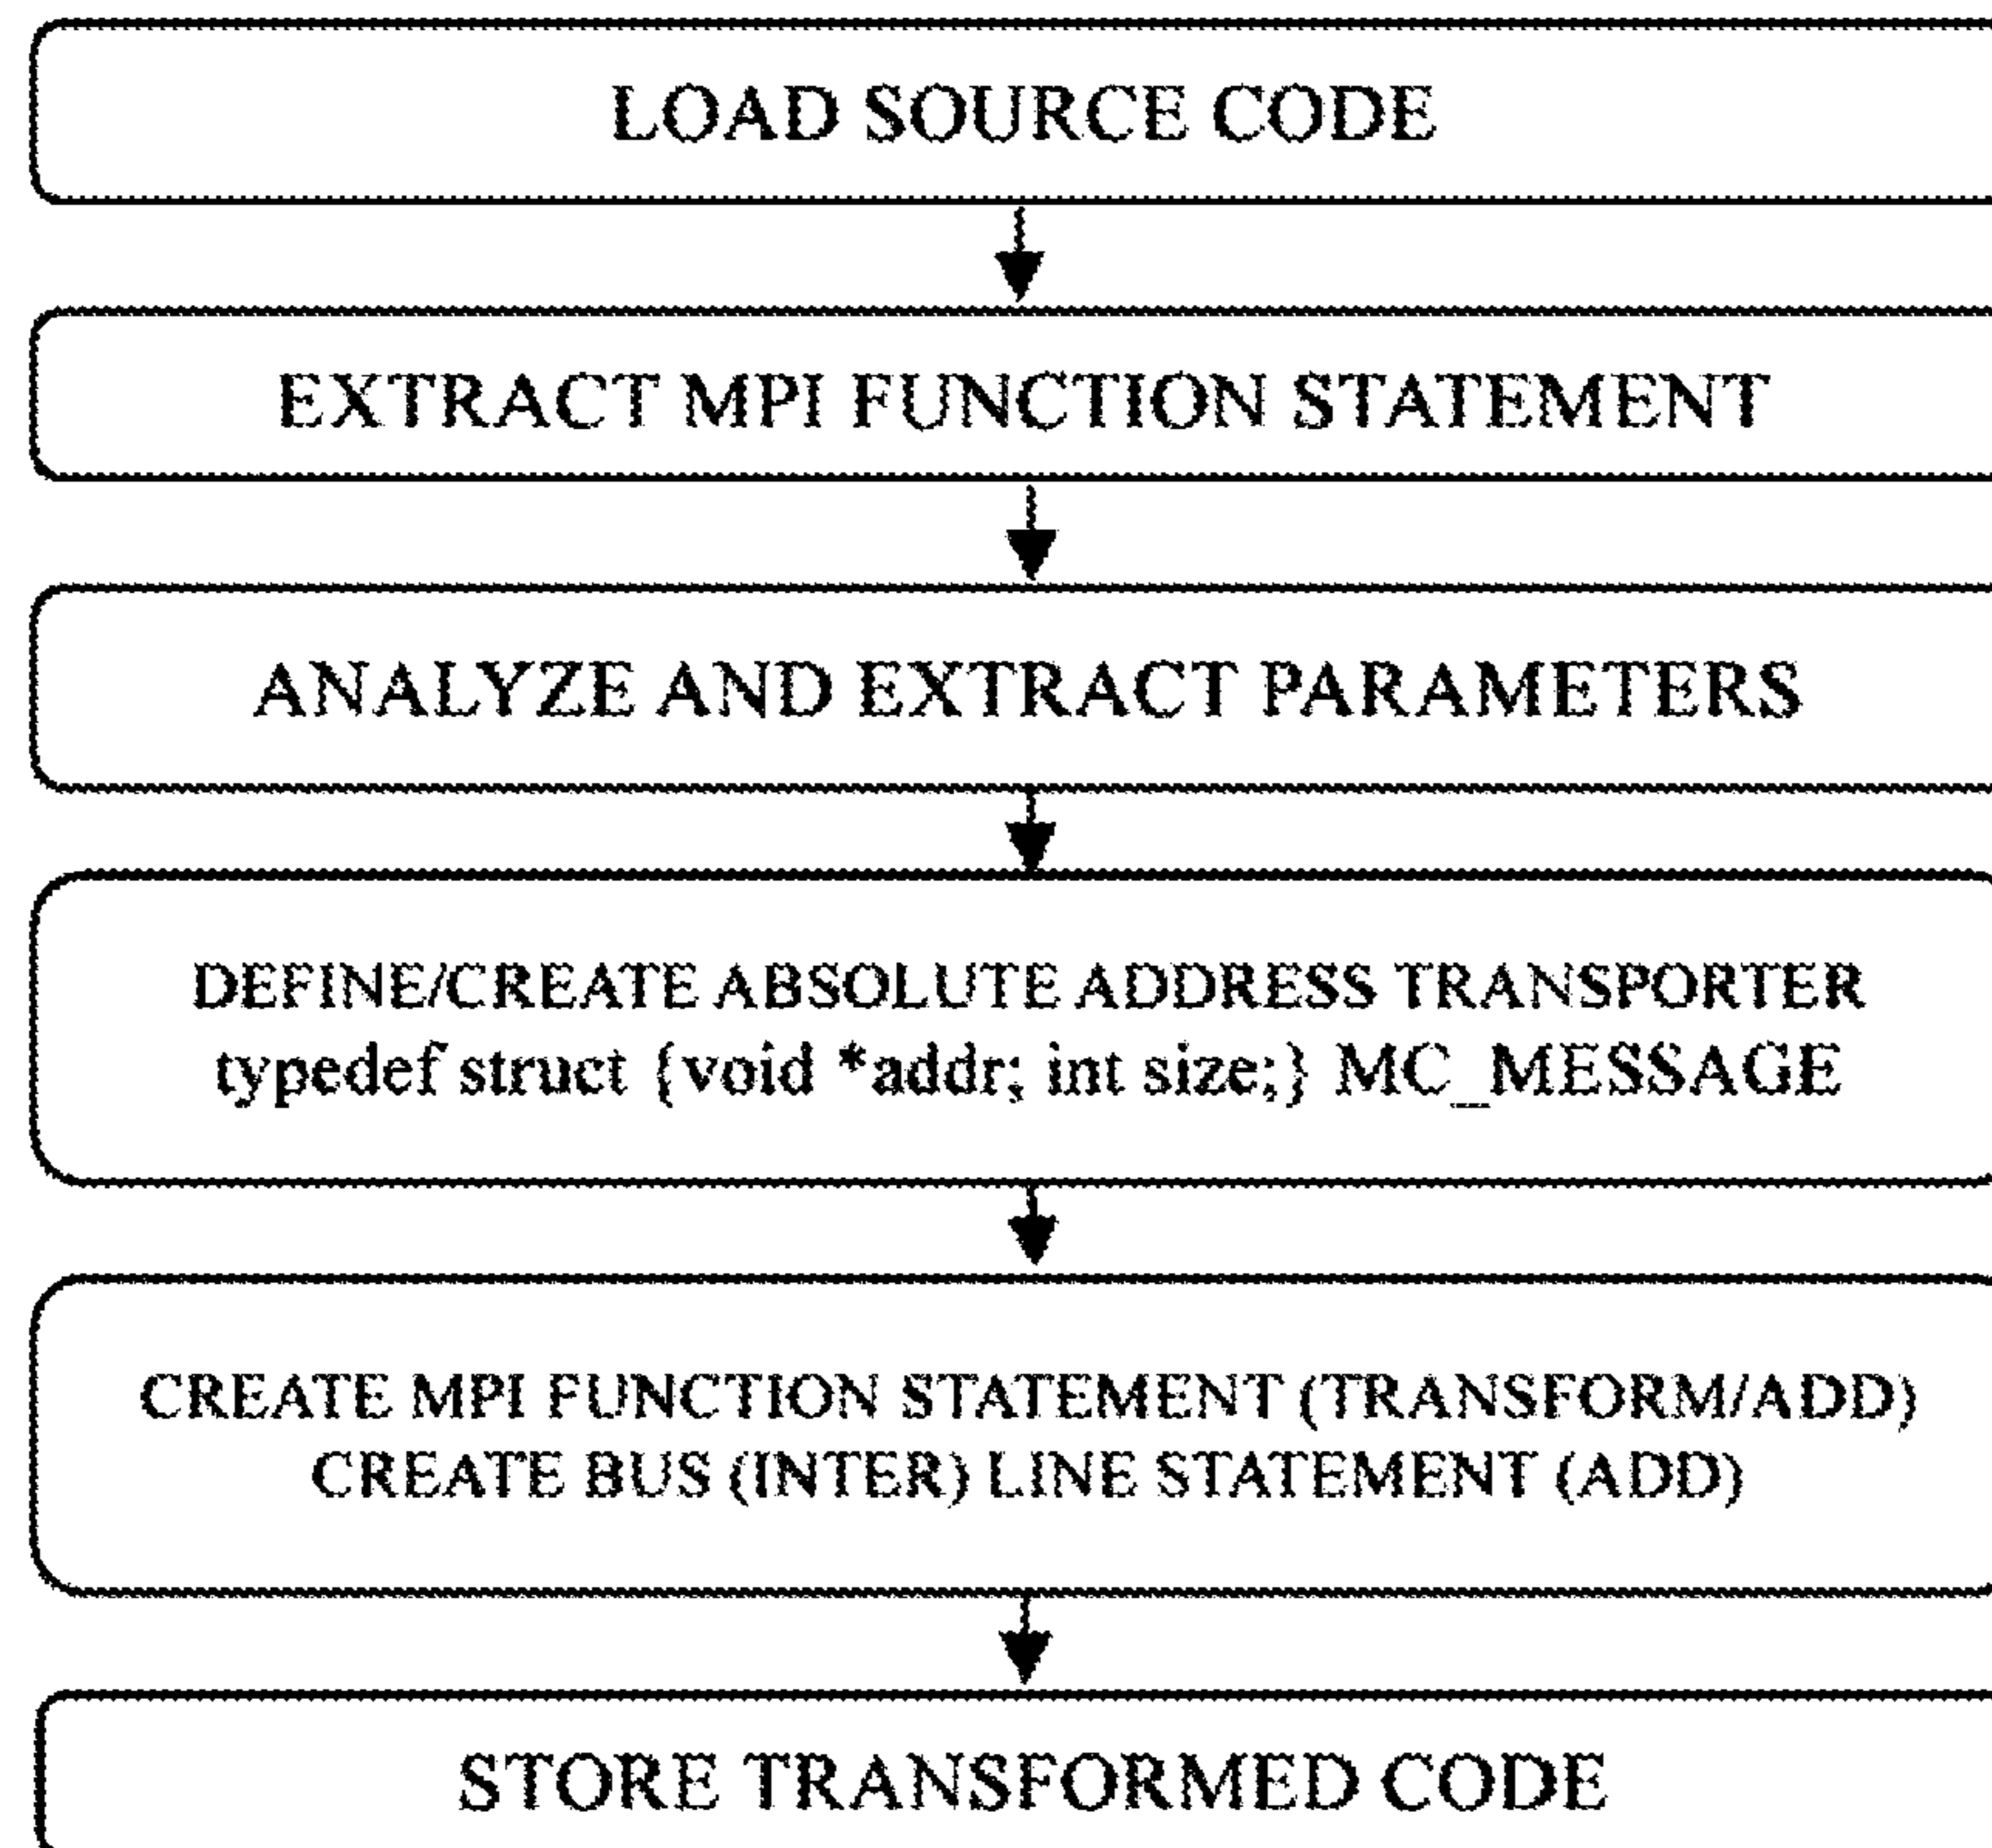 LOAD SOURCE CODE
EXTRACT MPI FUNCTION STATEMENT
ANALYZE AND EXTRACT PARAMETERS
DEFINE/CREATE ABSOLUTE ADDRESS TRANSPORTER
typedef struct {void *addr; int size;} MC_MESSAGE
CREATE MPI FUNCTION STATEMENT (TRANSFORM/ADD)
CREATE BUS (INTER) LINE STATEMENT (ADD)
STORE TRANSFORMED CODE